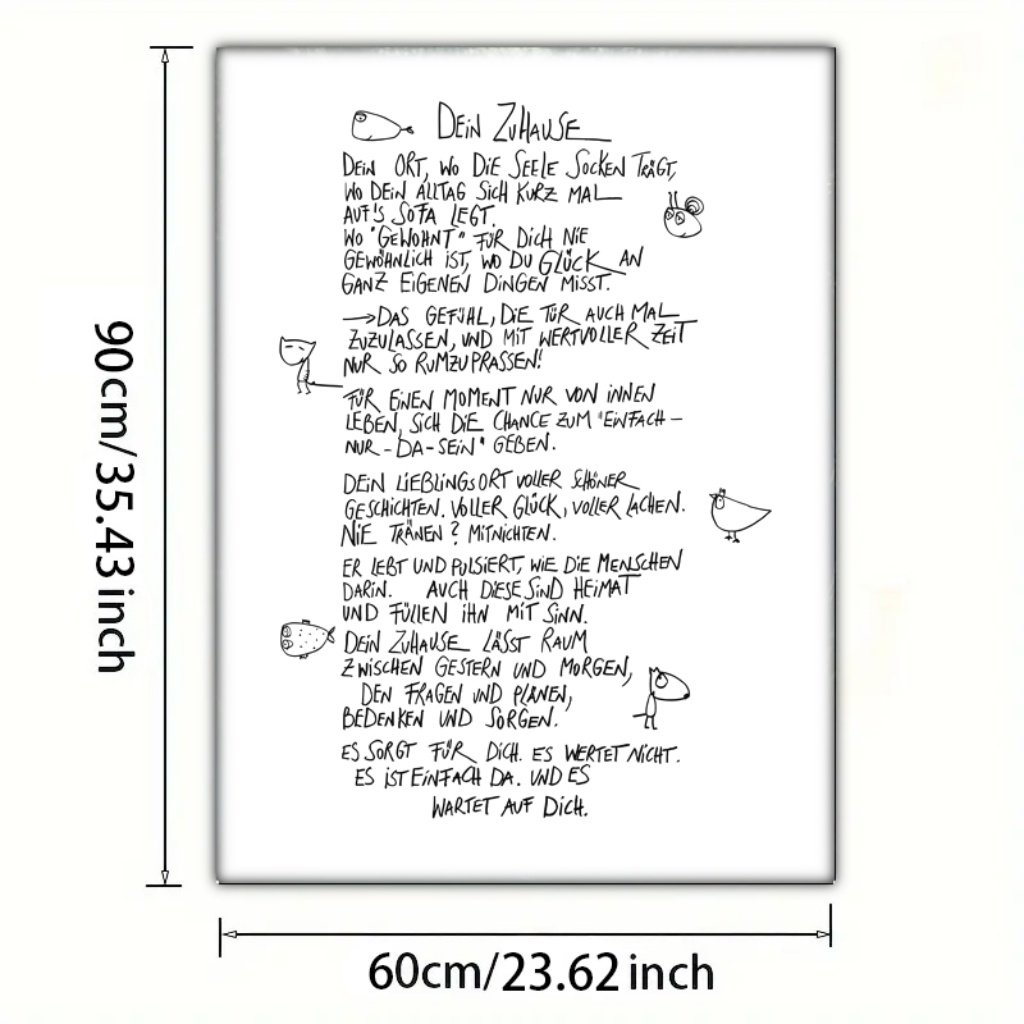 DEIN ZUHAUSE
DEIN ORT, WO DIE SEELE SOCKEN TRÄGT,
WO DEIN ALLTAG SICH KURZ MAL
AUF'S SOFA LEGT.
WO "GEWOHNT" FÜR DICH NIE
GEWÖHNLICH IST, WO DU GLÜCK AN
GANZ EIGENEN DINGEN MISST.
→DAS GEFÜHL, DIE TÜR AUCH MAL
ZUZULASSEN, UND MIT WERTVOLLER ZEIT
NUR SO RUMZUPRASSEN!
FÜR EINEN MOMENT NUR VON INNEN
LEBEN, SICH DIE CHANCE ZUM "EINFACH-
NUR-DA-SEIN" GEBEN.
DEIN LIEBLINGSORT VOLLER SCHÖNER
GESCHICHTEN. VOLLER GLÜCK, VOLLER LACHEN.
NIE TRÄNEN? MITNICHTEN.
ER LEBT UND PULSIERT, WIE DIE MENSCHEN
DARIN. AUCH DIESE SIND HEIMAT
UND FÜLLEN IHN MIT SINN.
DEIN ZUHAUSE LÄSST RAUM
ZWISCHEN GESTERN UND MORGEN,
DEN FRAGEN UND PLÄNEN,
BEDENKEN UND SORGEN.
ES SORGT FÜR DICH. ES WERTET NICHT.
ES IST EINFACH DA. UND ES
WARTET AUF DICH.
90cm/35.43inch
60cm/23.62inch